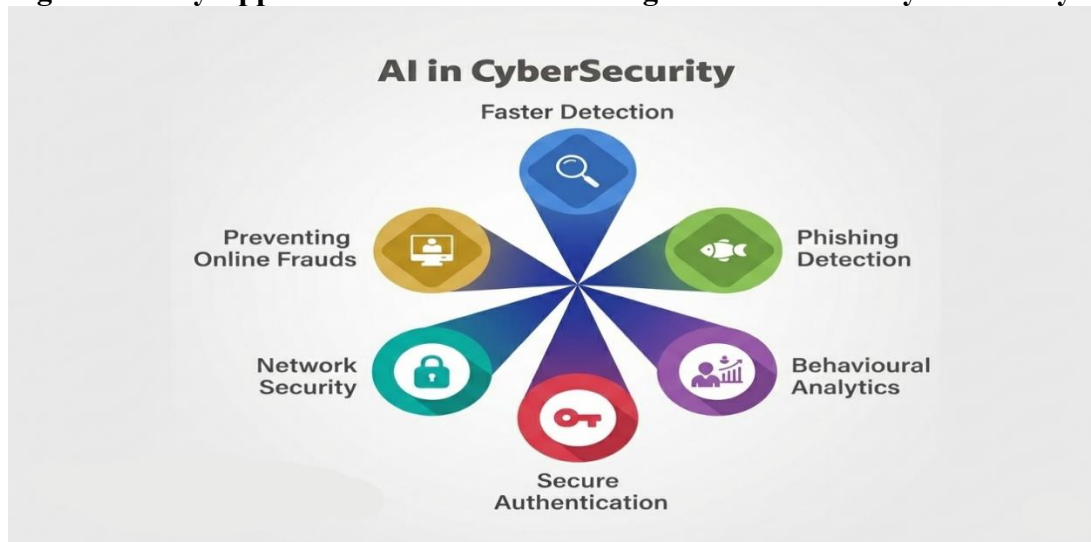 AI in CyberSecurity
Faster Detection
Preventing
Online Frauds
Phishing
Detection
Network
Security
Behavioural
Analytics
Secure
Authentication